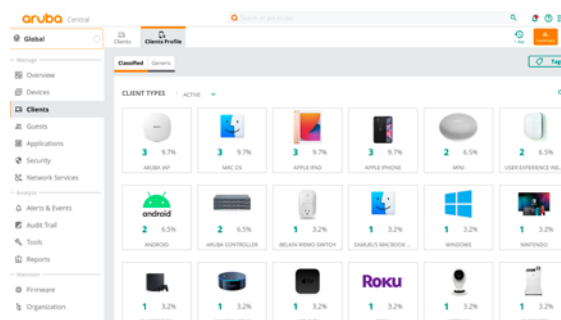 aruba Central
Search or ask Aruba
Global
Clients
Clients Profile
Summary
Manage
Overview
Devices
Clients
Guests
Applications
Security
Network Services
Analyze
Alerts & Events
Audit Trail
Tools
Reports
Maintain
Firmware
Organization
Classified
Generic
CLIENT TYPES
ACTIVE
3 9.7%
ARUBA IAP
3 9.7%
MAC OS
3 9.7%
APPLE IPAD
3 9.7%
APPLE IPHONE
2 6.5%
MINI
2 6.5%
USER EXPERIENCE INS..
android
2 6.5%
ANDROID
2 6.5%
ARUBA CONTROLLER
1 3.2%
BELKIN WEMO SWITCH
1 3.2%
SAMUEL'S MACBOOK ...
1 3.2%
WINDOWS
1 3.2%
NINTENDO
1 3.2%
1 3.2%
1 3.2%
ROKU
1 3.2%
1 3.2%
1 3.2%